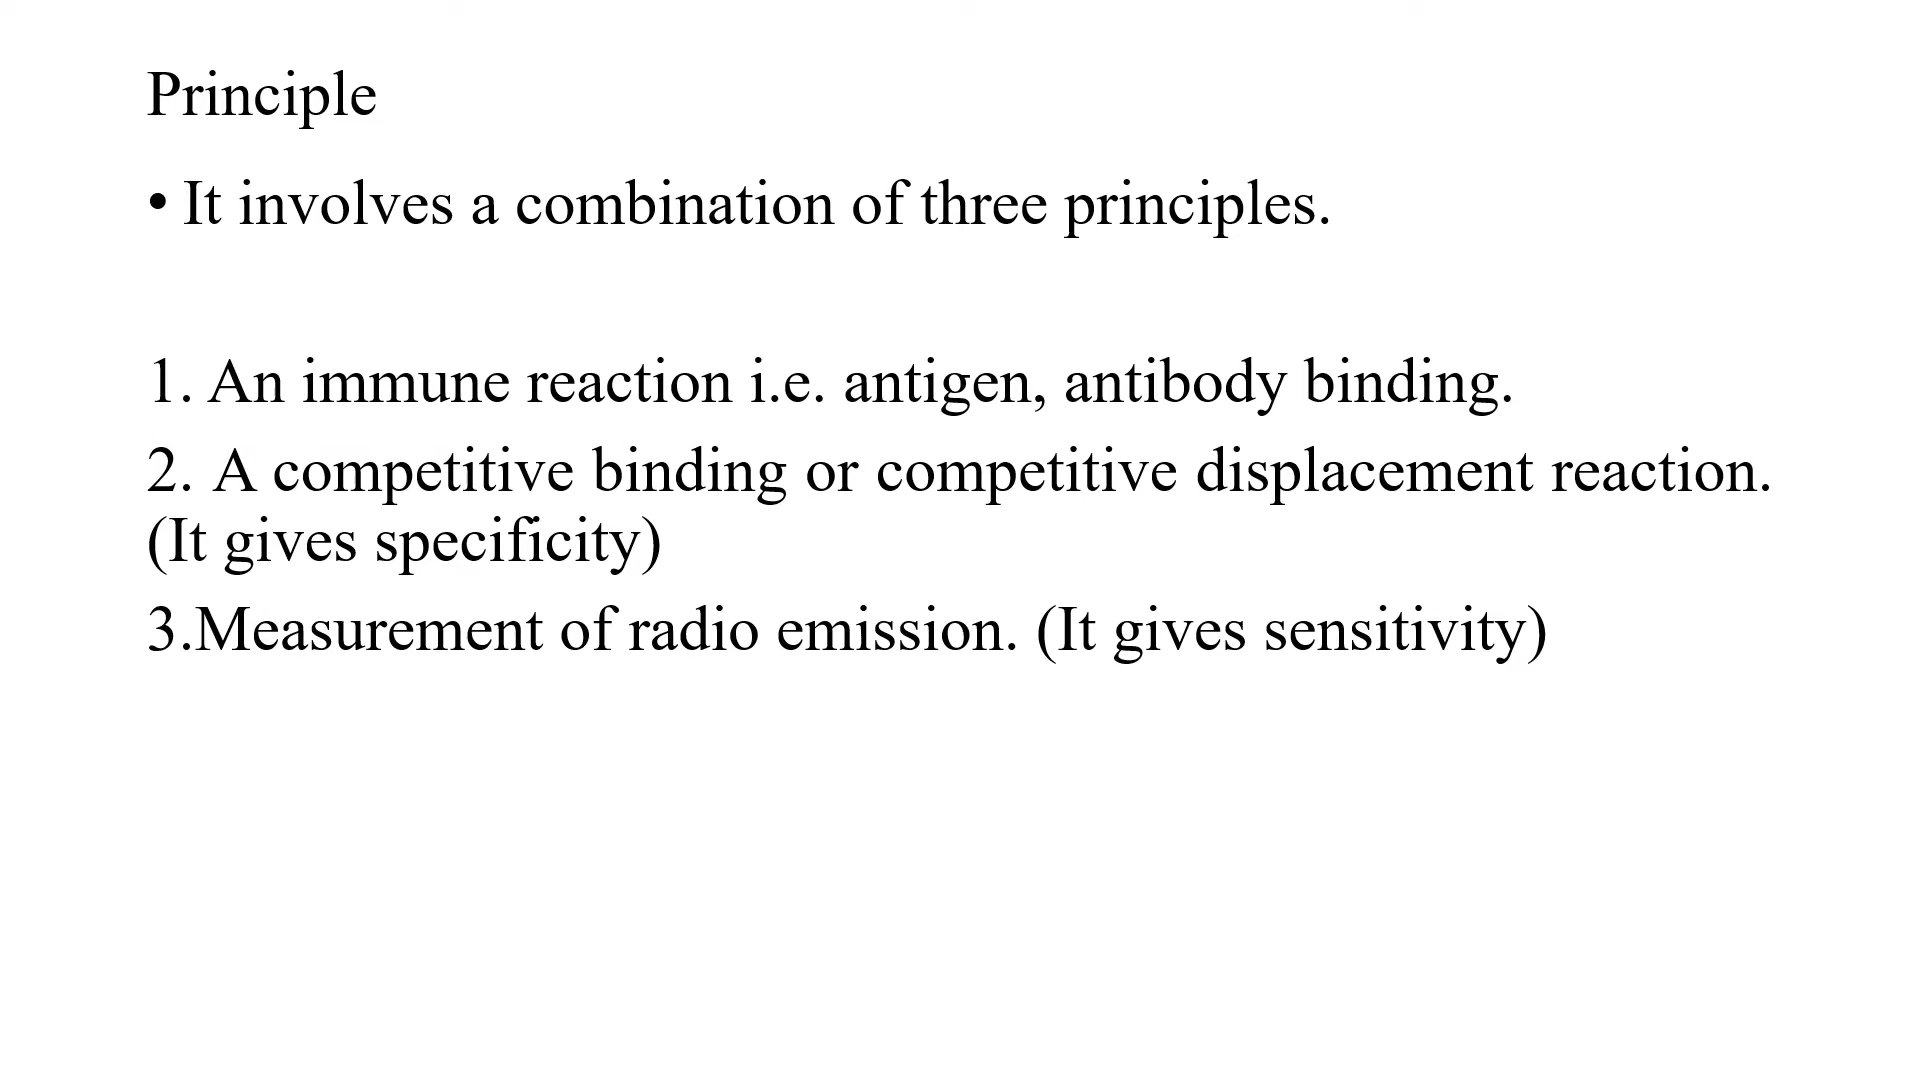 Principle
• It involves a combination of three principles.
1. An immune reaction i.e. antigen, antibody binding.
2. A competitive binding or competitive displacement reaction.
(It gives specificity)
3.Measurement of radio emission. (It gives sensitivity)